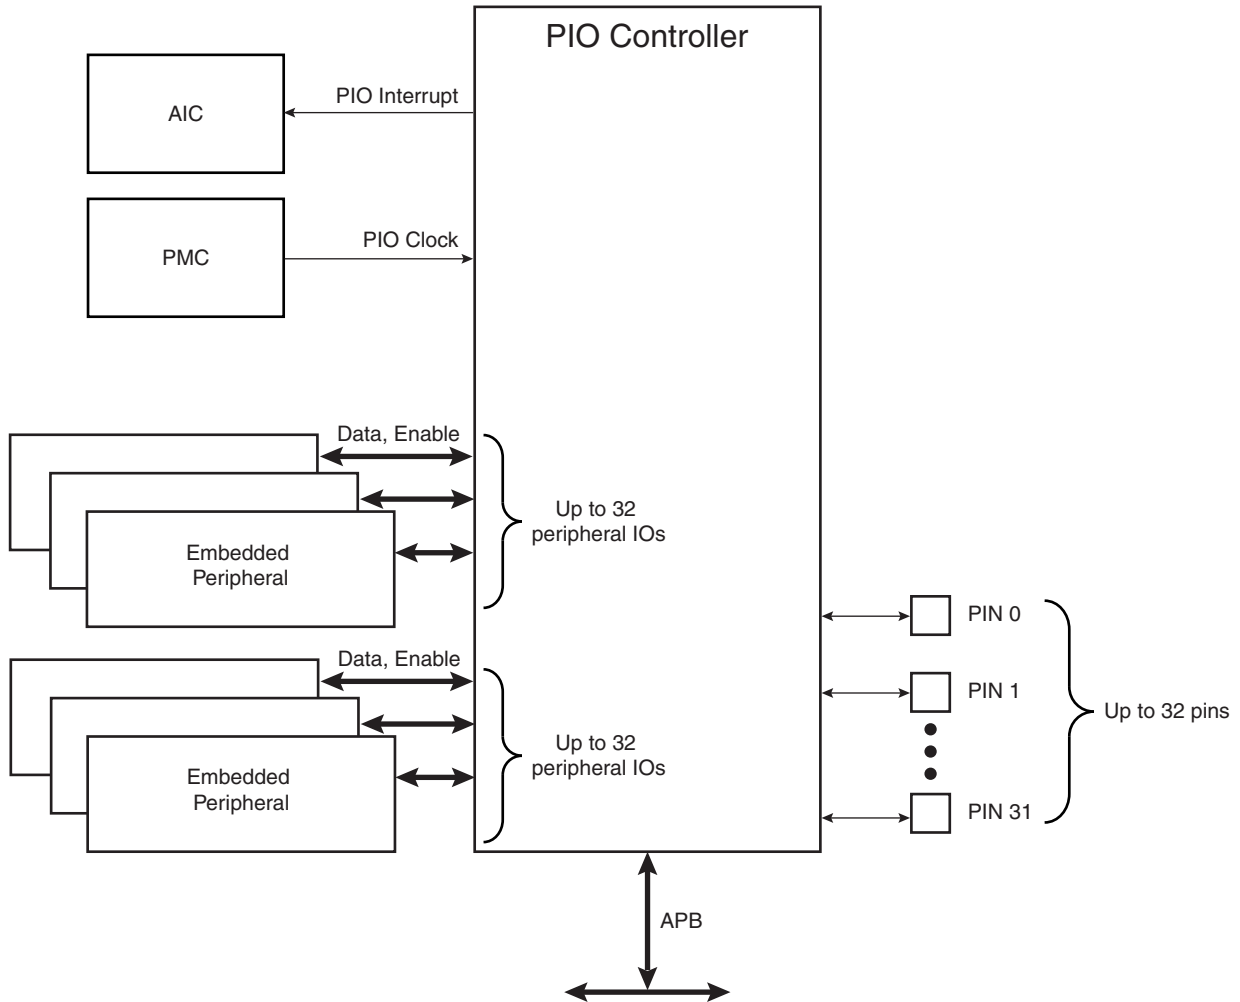 PIO Controller
PIO Interrupt
AIC
PIO Clock
PMC
Data, Enable
Up to 32
peripheral IOs
Embedded
Peripheral
PIN 0
Data, Enable
PIN 1
Up to 32 pins
Up to 32
peripheral IOs
Embedded
Peripheral
PIN 31
APB